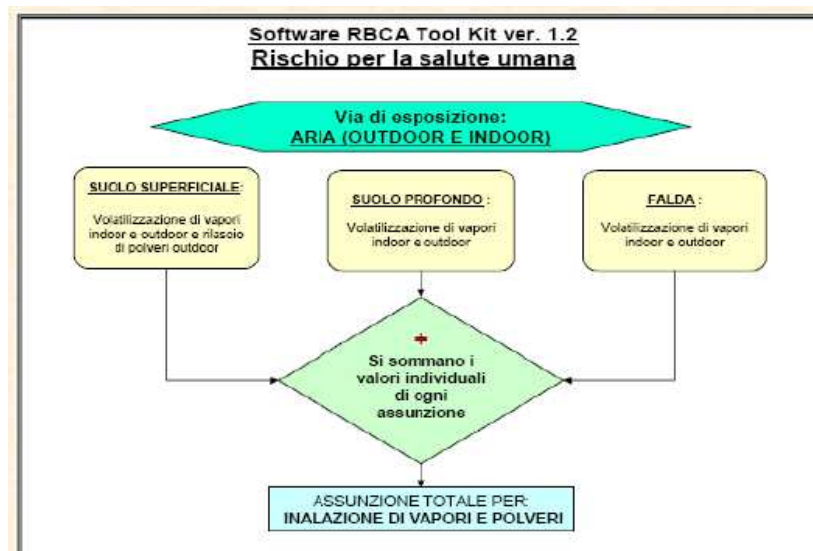 Software RBCA Tool Kit ver. 1.2
Rischio per la salute umana
Via di esposizione:
ARIA (OUTDOOR E INDOOR)
SUOLO SUPERFICIALE:
Volatilizzazione di vapori
indoor e outdoor e rilascio
di polveri outdoor
SUOLO PROFONDO :
Volatilizzazione di vapori
indoor e outdoor
FALDA :
Volatilizzazione di vapori
indoor e outdoor
+
Si sommano i
valori individuali
di ogni
assunzione
ASSUNZIONE TOTALE PER:
INALAZIONE DI VAPORI E POLVERI